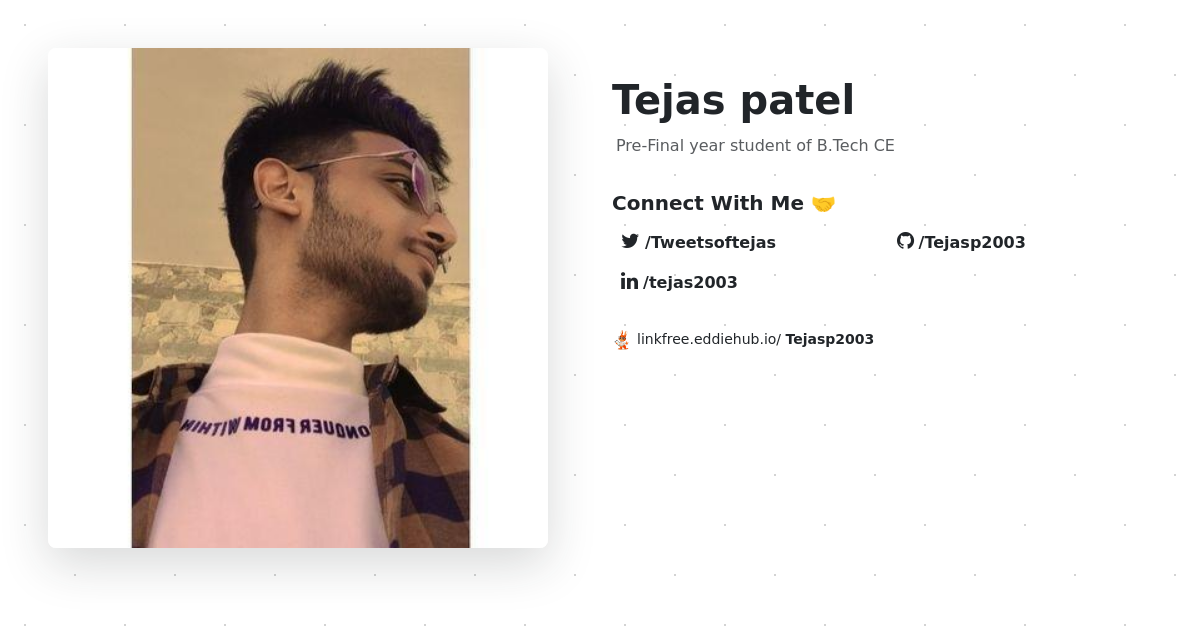 Tejas patel
Pre-Final year student of B.Tech CE
Connect With Me 🤝
/Tweetsoftejas
/Tejasp2003
/tejas2003
linkfree.eddiehub.io/ Tejasp2003
ONQUER FROM WITHIN